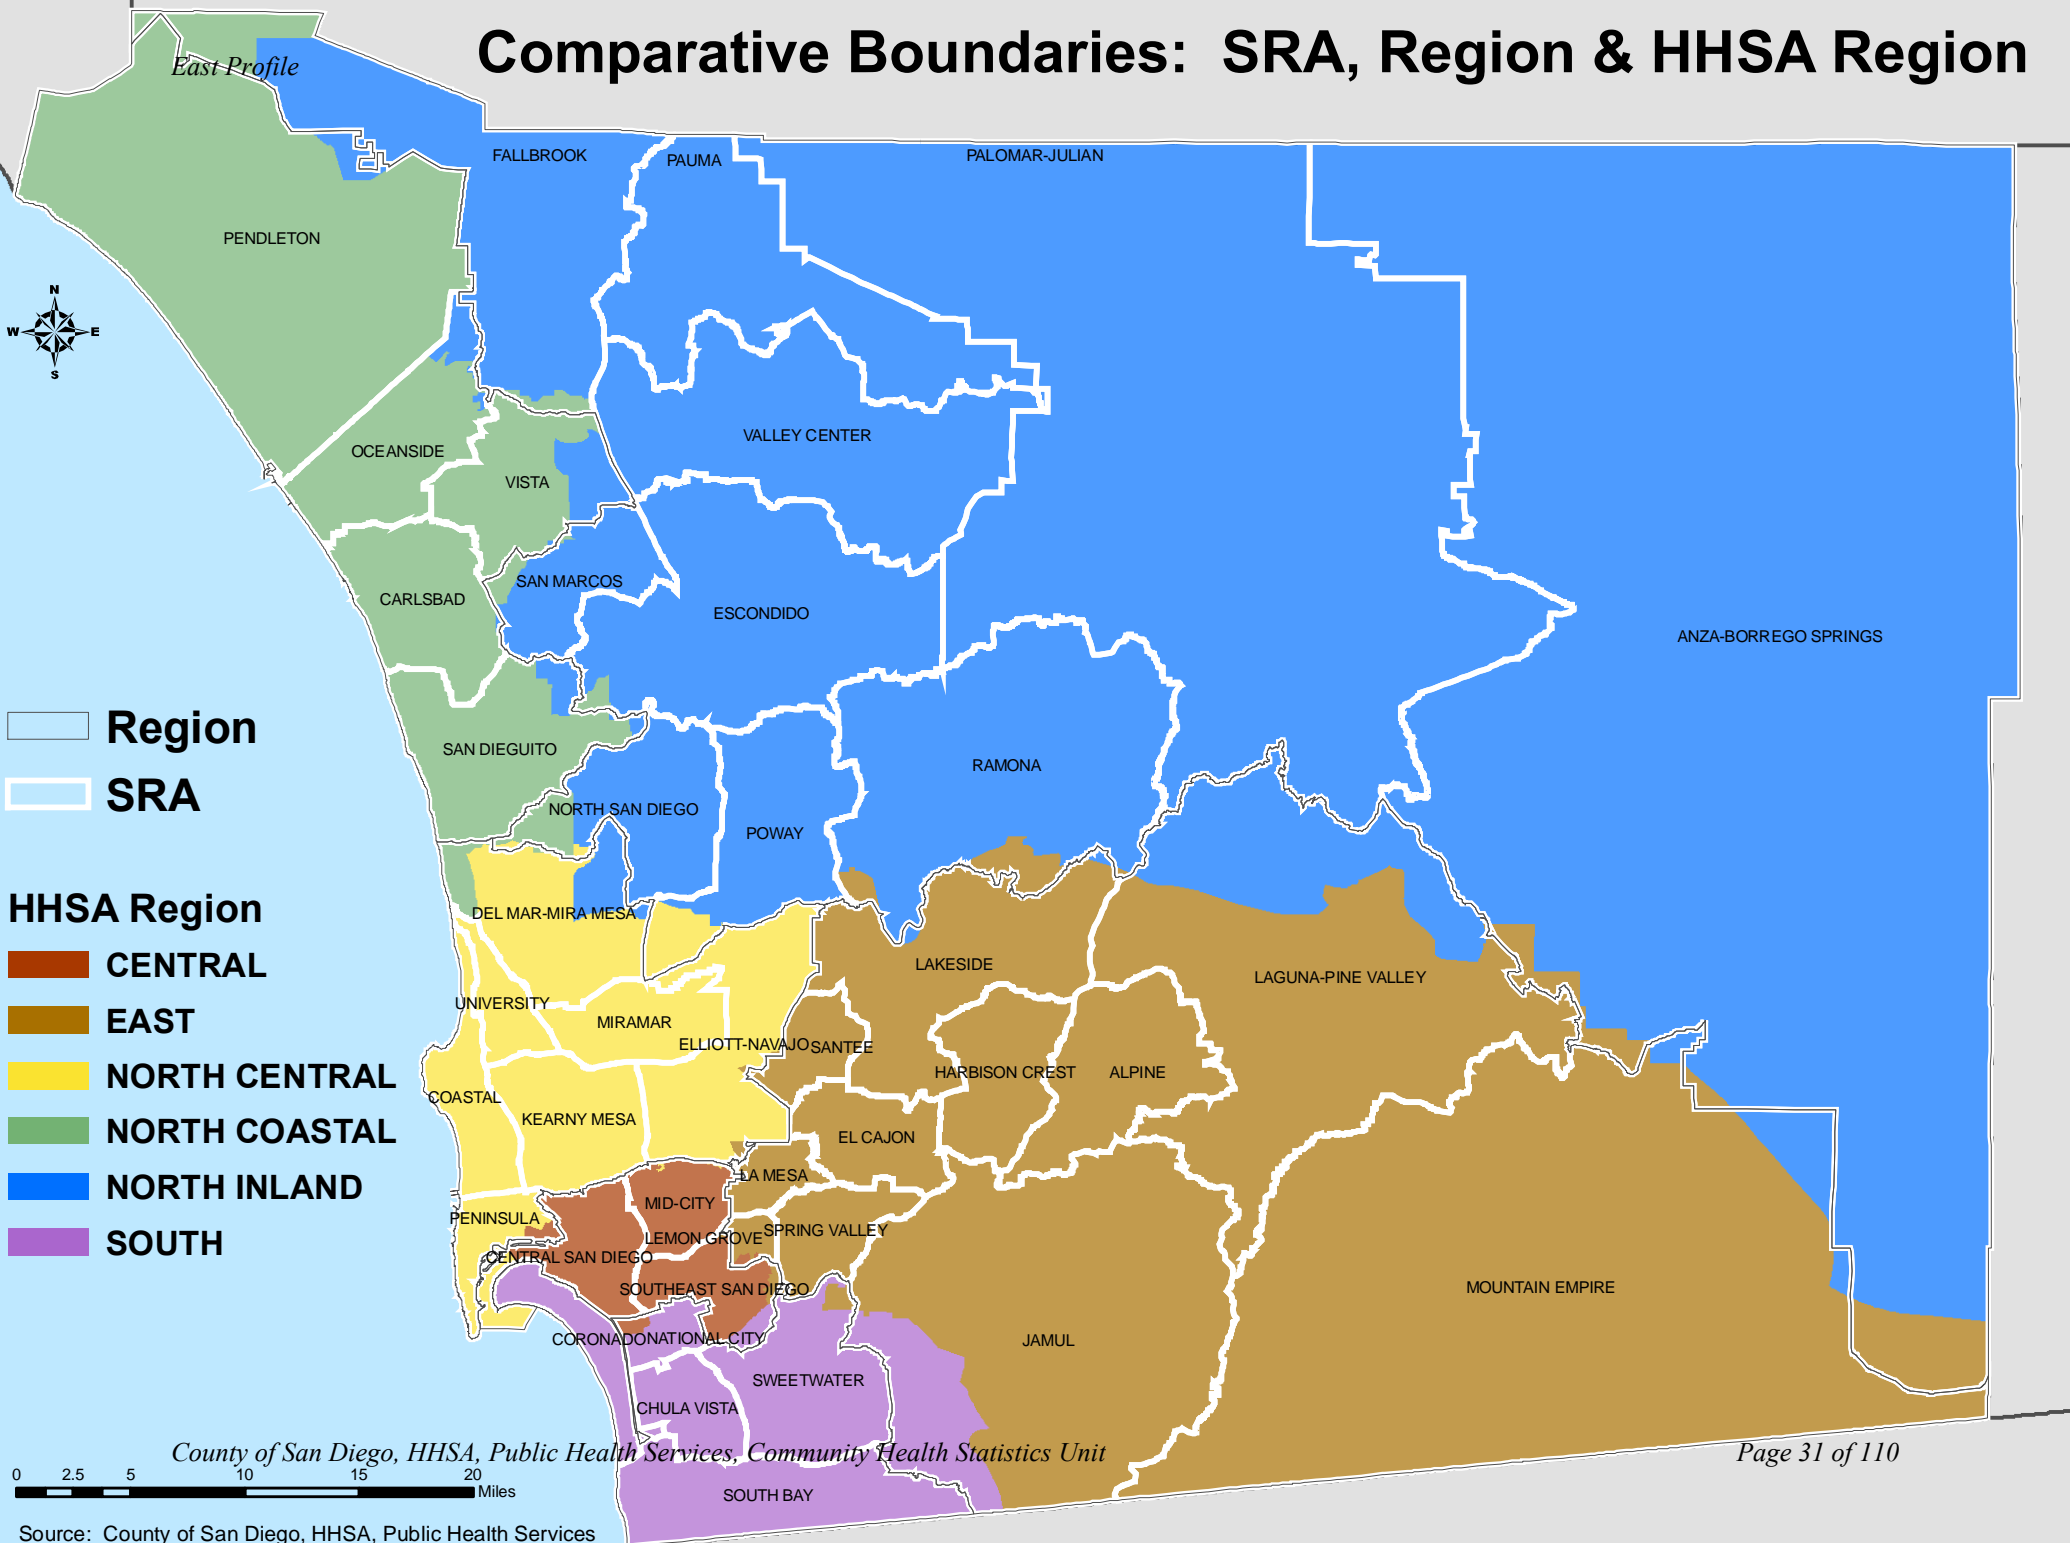 Comparative Boundaries:  SRA, Region & HHSA Region
East Profile
FALLBROOK
PAUMA
PALOMAR-JULIAN
PENDLETON
N
W
E
S
VALLEY CENTER
OCEANSIDE
VISTA
SAN MARCOS
CARLSBAD
ESCONDIDO
ANZA-BORREGO SPRINGS
Region
SAN DIEGUITO
RAMONA
SRA
NORTH SAN DIEGO
POWAY
HHSA Region
CENTRAL
EAST
NORTH CENTRAL
NORTH COASTAL
NORTH INLAND
SOUTH
DEL MAR-MIRA MESA
LAKESIDE
LAGUNA-PINE VALLEY
UNIVERSITY
MIRAMAR
ELLIOTT-NAVAJO
SANTEE
HARBISON CREST
ALPINE
COASTAL
KEARNY MESA
EL CAJON
LA MESA
MID-CITY
PENINSULA
SPRING VALLEY
LEMON GROVE
CENTRAL SAN DIEGO
SOUTHEAST SAN DIEGO
MOUNTAIN EMPIRE
CORONADO
NATIONAL CITY
JAMUL
SWEETWATER
CHULA VISTA
County of San Diego, HHSA, Public Health Services, Community Health Statistics Unit
Page 31 of 110
0 2.5 5 10 15 20
Miles
SOUTH BAY
Source:  County of San Diego, HHSA, Public Health Services